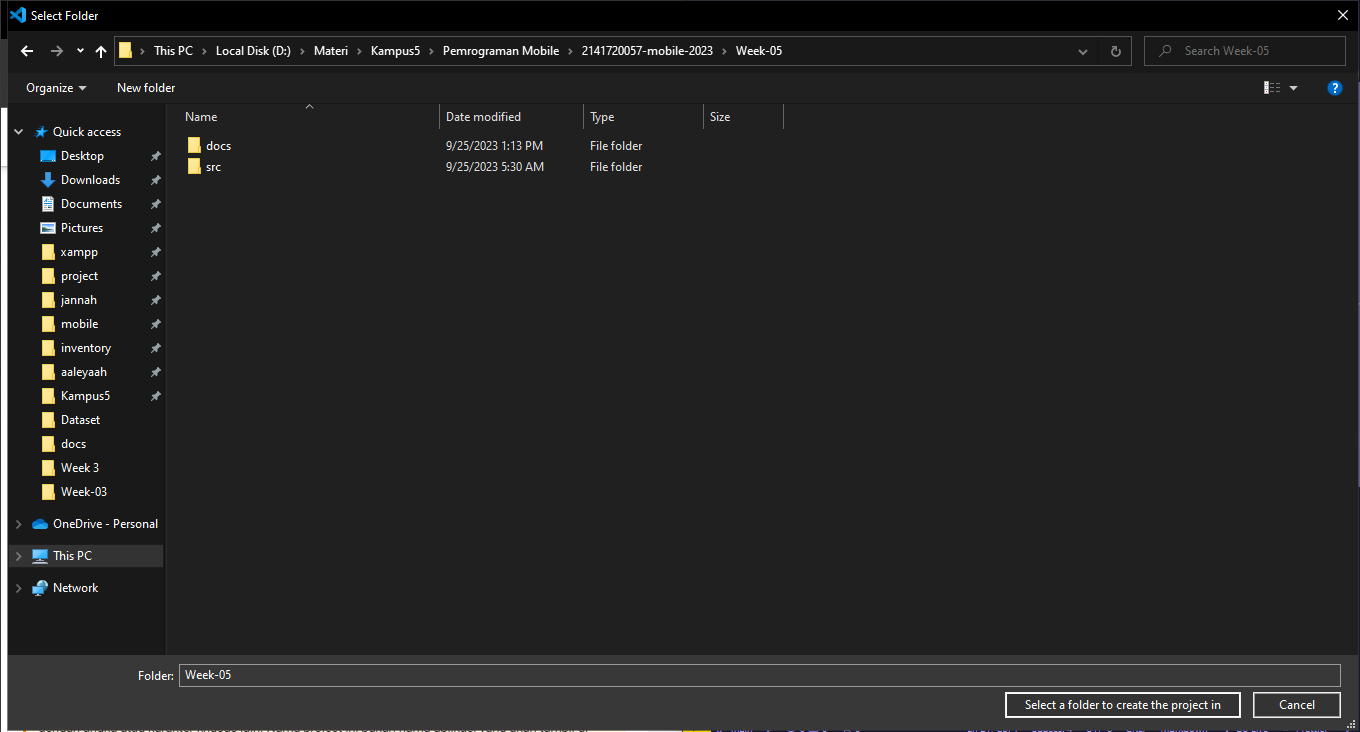 Select Folder
This PC > Local Disk (D:) > Materi > Kampus5 > Pemrograman Mobile > 2141720057-mobile-2023 > Week-05
Search Week-05
Organize
New folder
Name Date modified Type Size
docs 9/25/2023 1:13 PM File folder
src 9/25/2023 5:30 AM File folder
Quick access
Desktop
Downloads
Documents
Pictures
xampp
project
jannah
mobile
inventory
aaleyaah
Kampus5
Dataset
docs
Week 3
Week-03
OneDrive - Personal
This PC
Network
Folder: Week-05
Select a folder to create the project in
Cancel